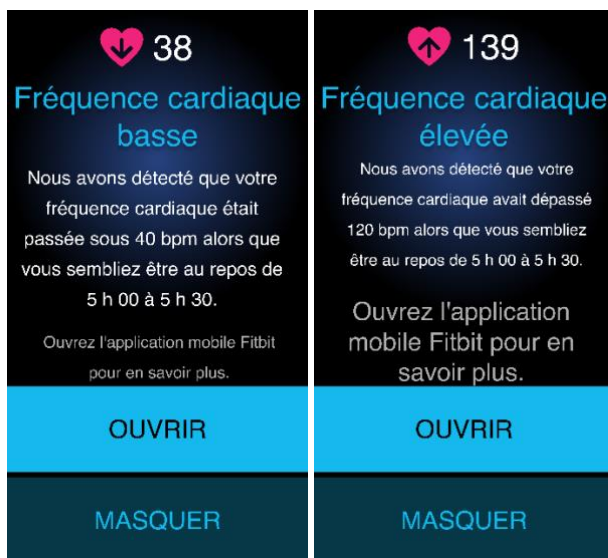 38
Fréquence cardiaque
basse
Nous avons détecté que votre
fréquence cardiaque était
passée sous 40 bpm alors que
vous sembliez être au repos de
5 h 00 à 5 h 30.
Ouvrez l'application mobile Fitbit
pour en savoir plus.
OUVRIR
MASQUER
139
Fréquence cardiaque
élevée
Nous avons détecté que votre
fréquence cardiaque avait dépassé
120 bpm alors que vous sembliez
être au repos de 5 h 00 à 5 h 30.
Ouvrez l'application
mobile Fitbit pour en
savoir plus.
OUVRIR
MASQUER